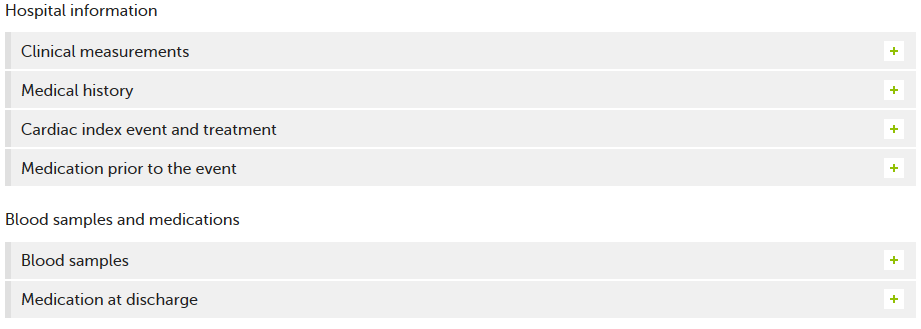 Hospital information
Clinical measurements
Medical history
Cardiac index event and treatment
Medication prior to the event
Blood samples and medications
Blood samples
Medication at discharge